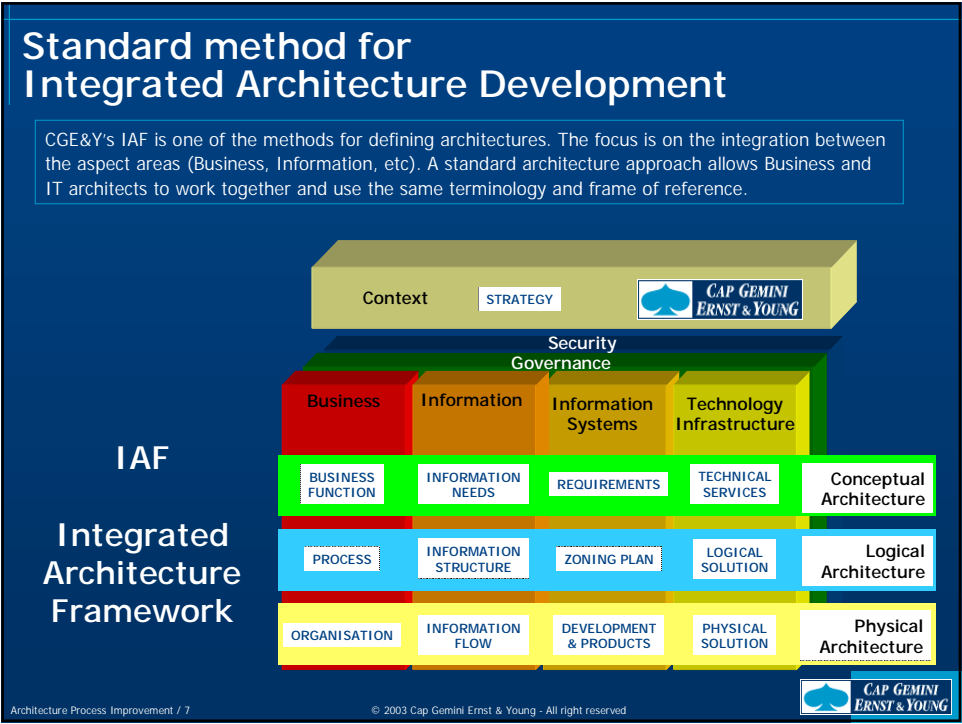 Standard method for
Integrated Architecture Development
CGE&Y's IAF is one of the methods for defining architectures. The focus is on the integration between
the aspect areas (Business, Information, etc). A standard architecture approach allows Business and
IT architects to work together and use the same terminology and frame of reference.
Context
STRATEGY
CAP GEMINI
ERNST & YOUNG
Security
Governance
Business
Information
Information
Systems
Technology
Infrastructure
IAF
Integrated
Architecture
Framework
BUSINESS
FUNCTION
INFORMATION
NEEDS
REQUIREMENTS
TECHNICAL
SERVICES
Conceptual
Architecture
PROCESS
INFORMATION
STRUCTURE
ZONING PLAN
LOGICAL
SOLUTION
Logical
Architecture
ORGANISATION
INFORMATION
FLOW
DEVELOPMENT
& PRODUCTS
PHYSICAL
SOLUTION
Physical
Architecture
Architecture Process Improvement / 7
© 2003 Cap Gemini Ernst & Young - All right reserved
CAP GEMINI
ERNST & YOUNG